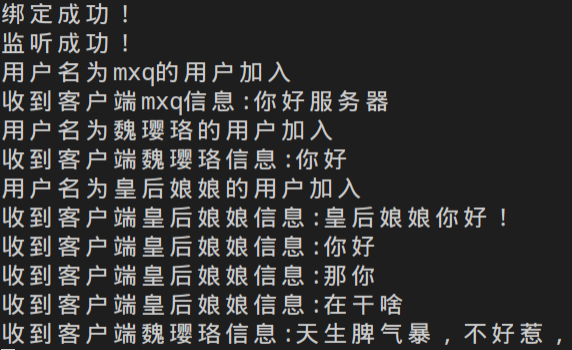 绑定成功！
监听成功！
用户名为mxq的用户加入
收到客户端mxq信息:你好服务器
用户名为魏璎珞的用户加入
收到客户端魏璎珞信息:你好
用户名为皇后娘娘的用户加入
收到客户端皇后娘娘信息:皇后娘娘你好！
收到客户端皇后娘娘信息:你好
收到客户端皇后娘娘信息:那你
收到客户端皇后娘娘信息:在干啥
收到客户端魏璎珞信息:天生脾气暴，不好惹，